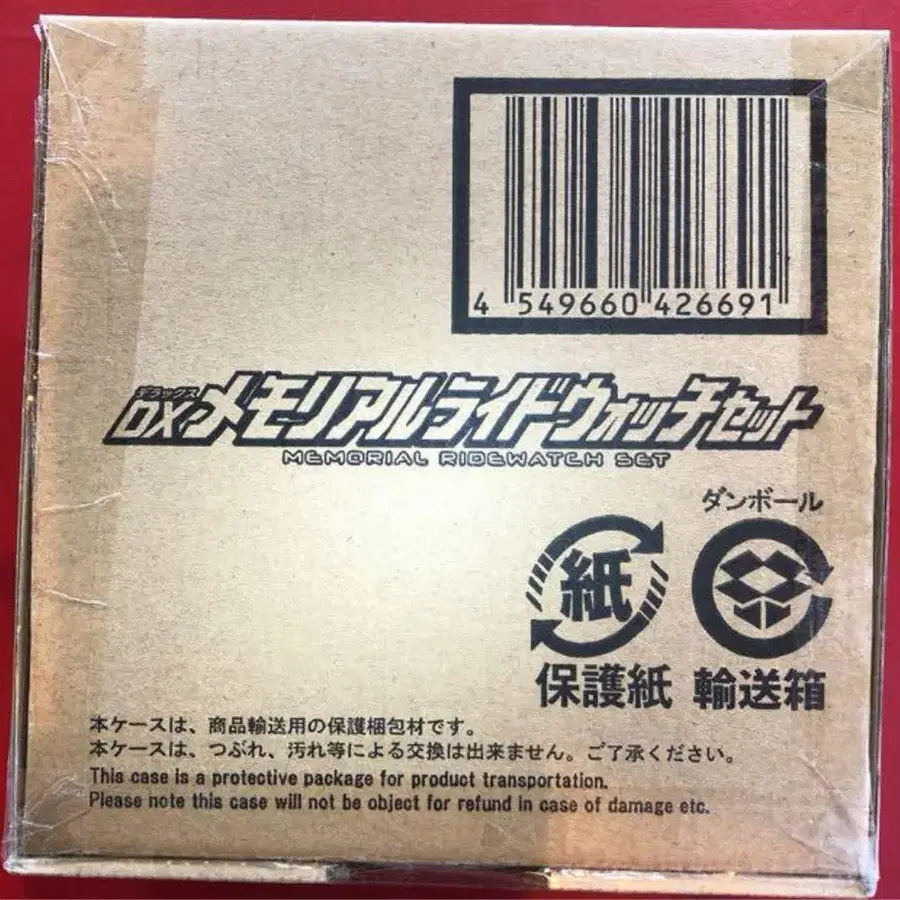 4 549660 426691
デラックス
DXメモリアルライドウォッチセット
MEMORIAL RIDEWATCH SET
ダンボール
紙
保護紙 輸送箱
本ケースは、商品輸送用の保護梱包材です。
本ケースは、つぶれ、汚れ等による交換は出来ません。ご了承ください。
This case is a protective package for product transportation.
Please note this case will not be object for refund in case of damage etc.